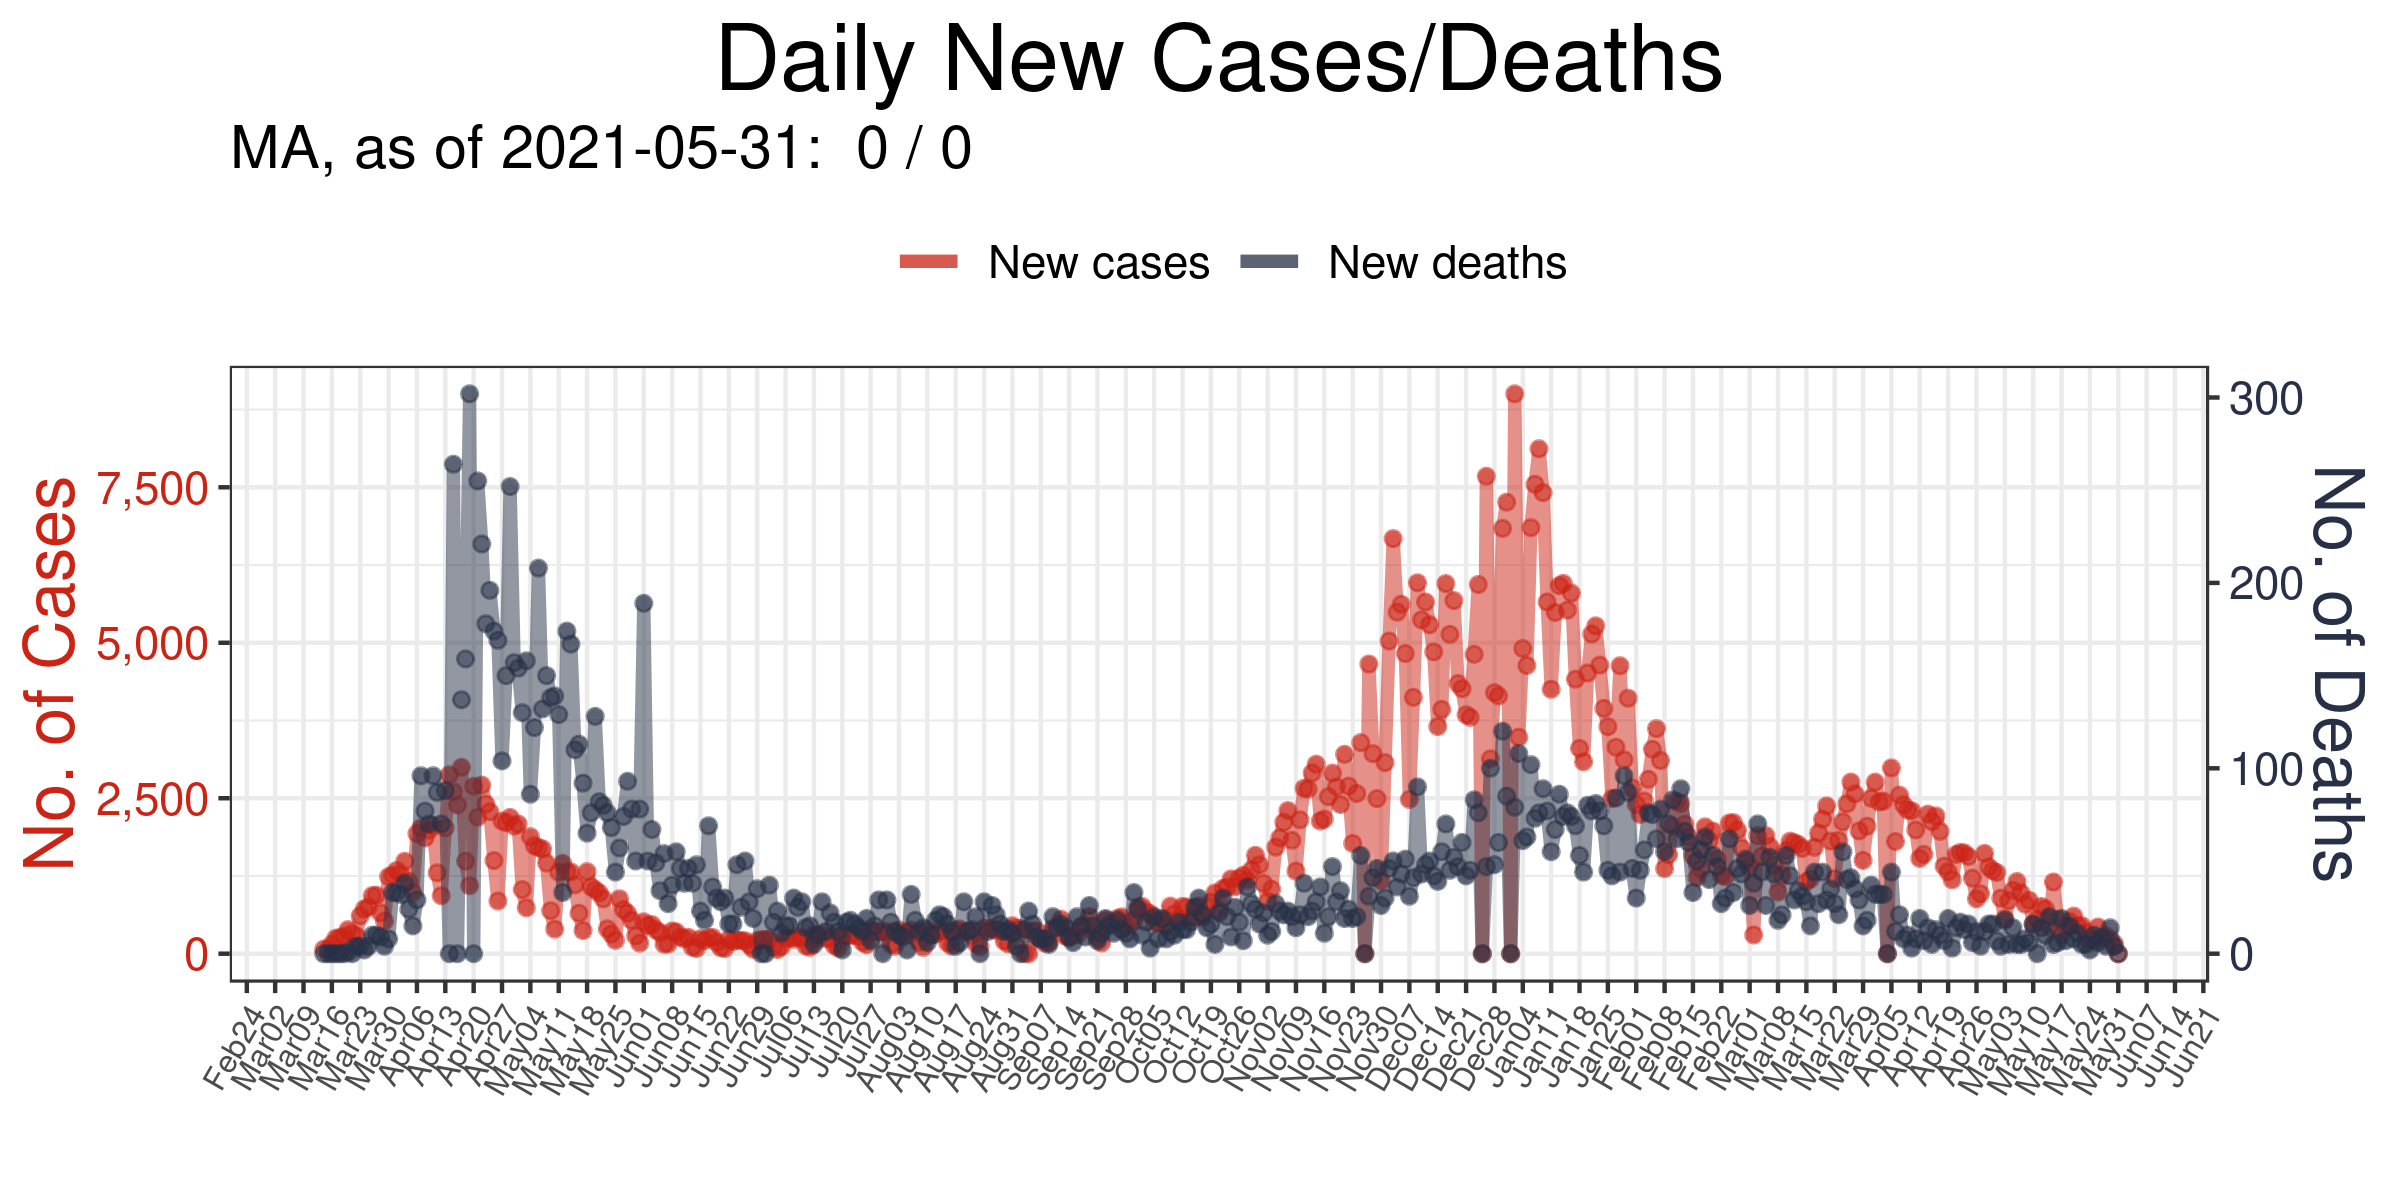 Daily New Cases/Deaths
MA, as of 2021-05-31:  0 / 0
New cases
New deaths
No. of Cases
7,500
5,000
2,500
0
300
200
100
0
No. of Deaths
Feb24
Mar02
Mar09
Mar16
Mar23
Mar30
Apr06
Apr13
Apr20
Apr27
May04
May11
May18
May25
Jun01
Jun08
Jun15
Jun22
Jun29
Jul06
Jul13
Jul20
Jul27
Aug03
Aug10
Aug17
Aug24
Aug31
Sep07
Sep14
Sep21
Sep28
Oct05
Oct12
Oct19
Oct26
Nov02
Nov09
Nov16
Nov23
Nov30
Dec07
Dec14
Dec21
Dec28
Jan04
Jan11
Jan18
Jan25
Feb01
Feb08
Feb15
Feb22
Mar01
Mar08
Mar15
Mar22
Mar29
Apr05
Apr12
Apr19
Apr26
May03
May10
May17
May24
May31
Jun07
Jun14
Jun21